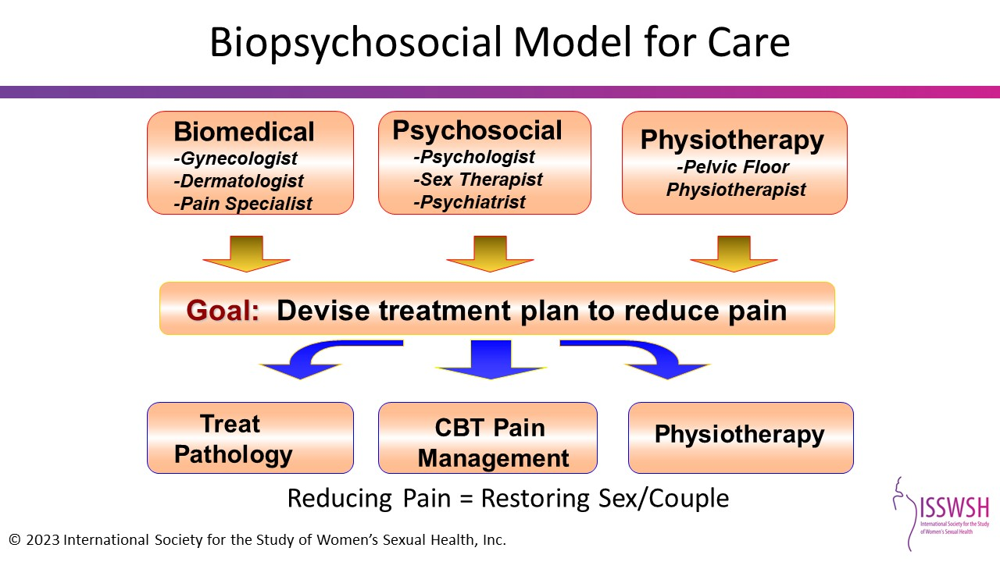 Biopsychosocial Model for Care
Biomedical
-Gynecologist
-Dermatologist
-Pain Specialist
Psychosocial
-Psychologist
-Sex Therapist
-Psychiatrist
Physiotherapy
-Pelvic Floor
Physiotherapist
Goal: Devise treatment plan to reduce pain
Treat
Pathology
CBT Pain
Management
Physiotherapy
Reducing Pain = Restoring Sex/Couple
ISSWSH
International Society for the Study
of Women's Sexual Health
© 2023 International Society for the Study of Women’s Sexual Health, Inc.